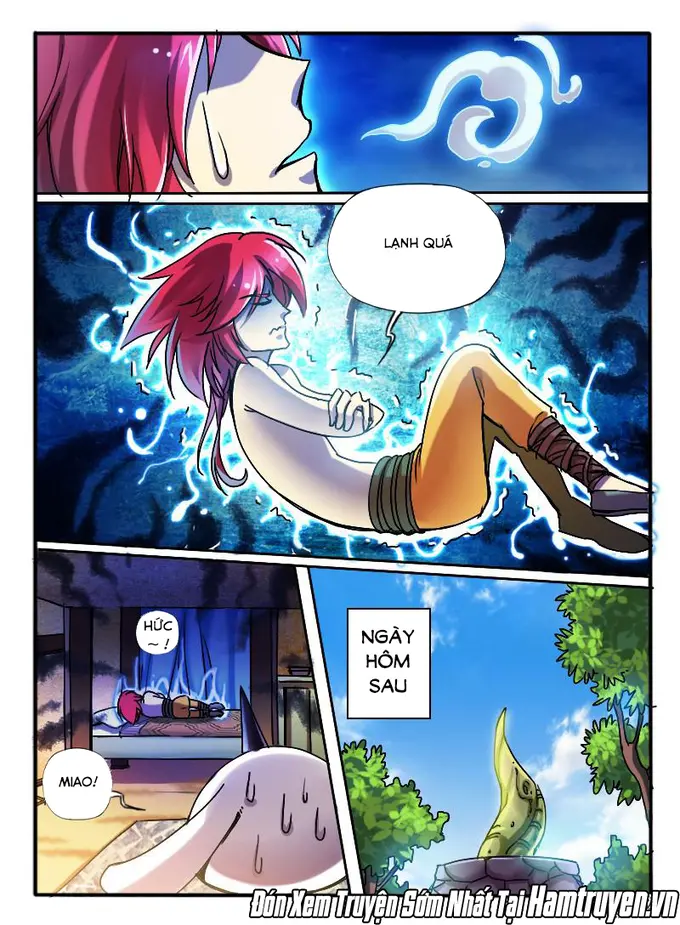 LẠNH QUÁ
HỨC
~!
MIAO!
NGÀY
HÔM
SAU
Đón Xem Truyện Sớm Nhất Tại Hamtruyen.vn